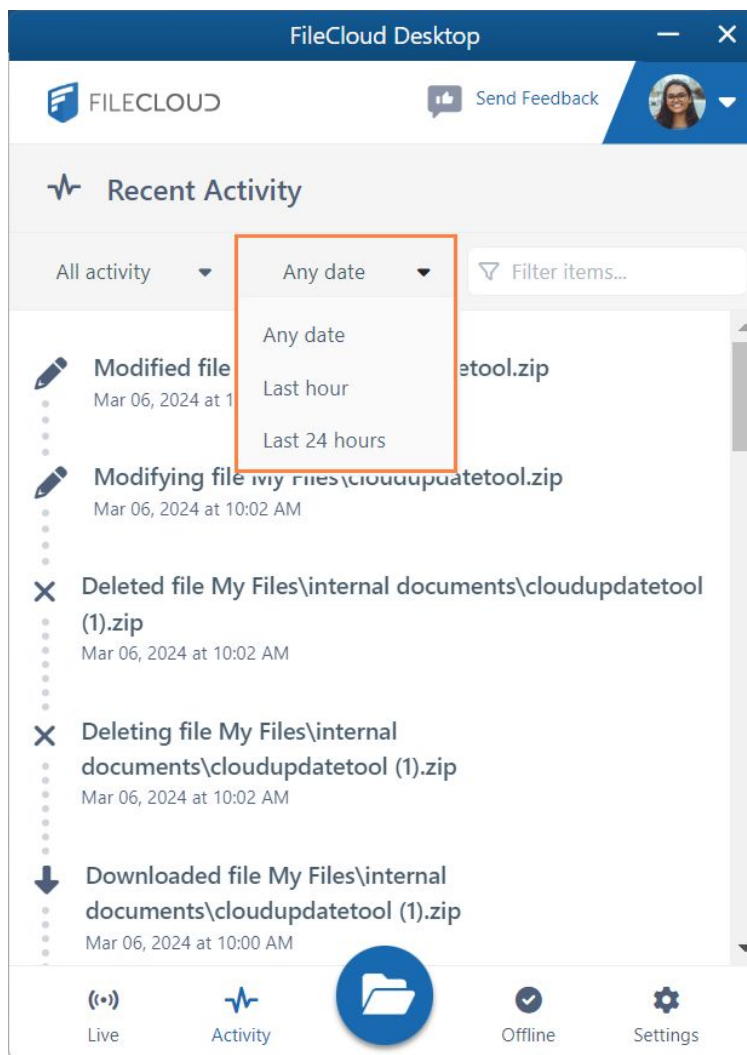 FileCloud Desktop
FILECLOUD
Send Feedback
Recent Activity
All activity
Any date
Filter items...
Any date
Last hour
Last 24 hours
Modified file
etool.zip
Mar 06, 2024 at 1
Modifying file My Files\cloudupdatetool.zip
Mar 06, 2024 at 10:02 AM
Deleted file My Files\internal documents\cloudupdatetool
(1).zip
Mar 06, 2024 at 10:02 AM
Deleting file My Files\internal
documents\cloudupdatetool (1).zip
Mar 06, 2024 at 10:02 AM
Downloaded file My Files\internal
documents\cloudupdatetool (1).zip
Mar 06, 2024 at 10:00 AM
Live
Activity
Offline
Settings